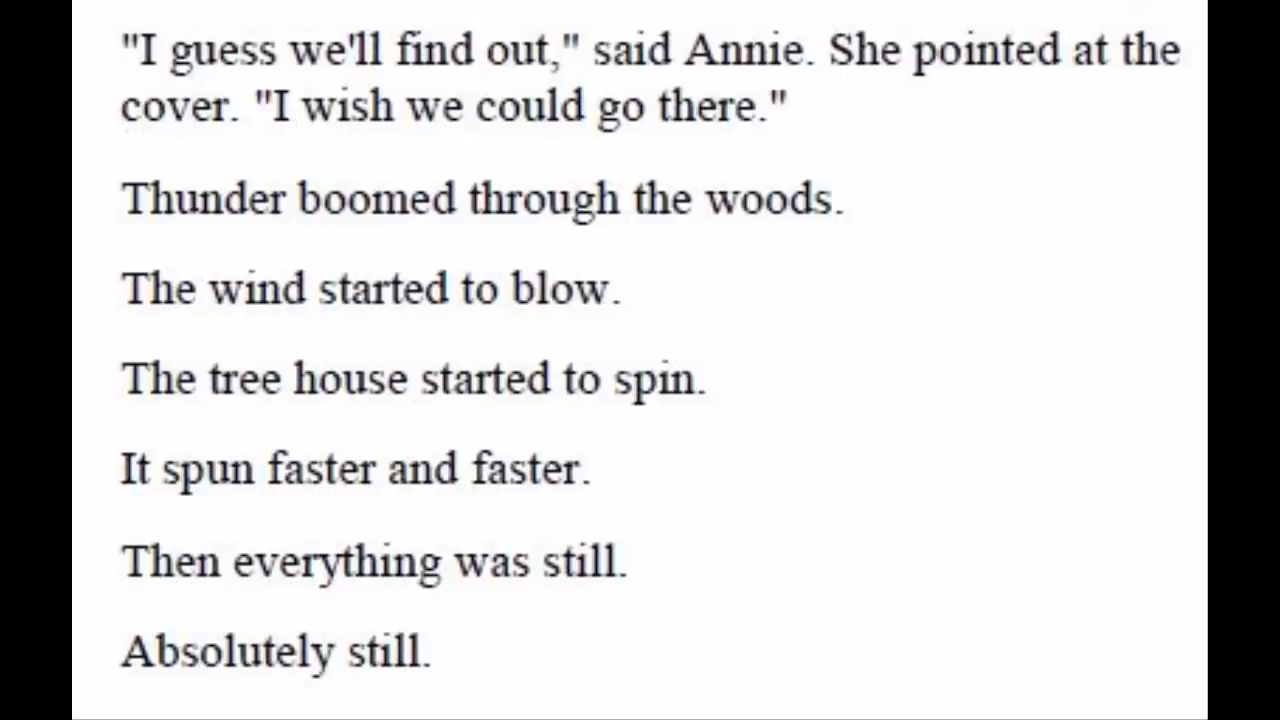 "I guess we'll find out," said Annie. She pointed at the
cover. "I wish we could go there."
Thunder boomed through the woods.
The wind started to blow.
The tree house started to spin.
It spun faster and faster.
Then everything was still.
Absolutely still.